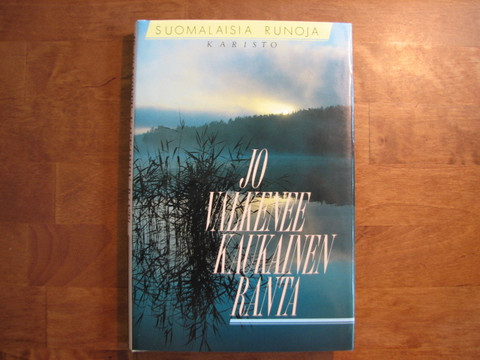 SUOMALAISIA RUNOJA
KARISTO
JO
VALKENEE
KAUKAINEN
RANTA